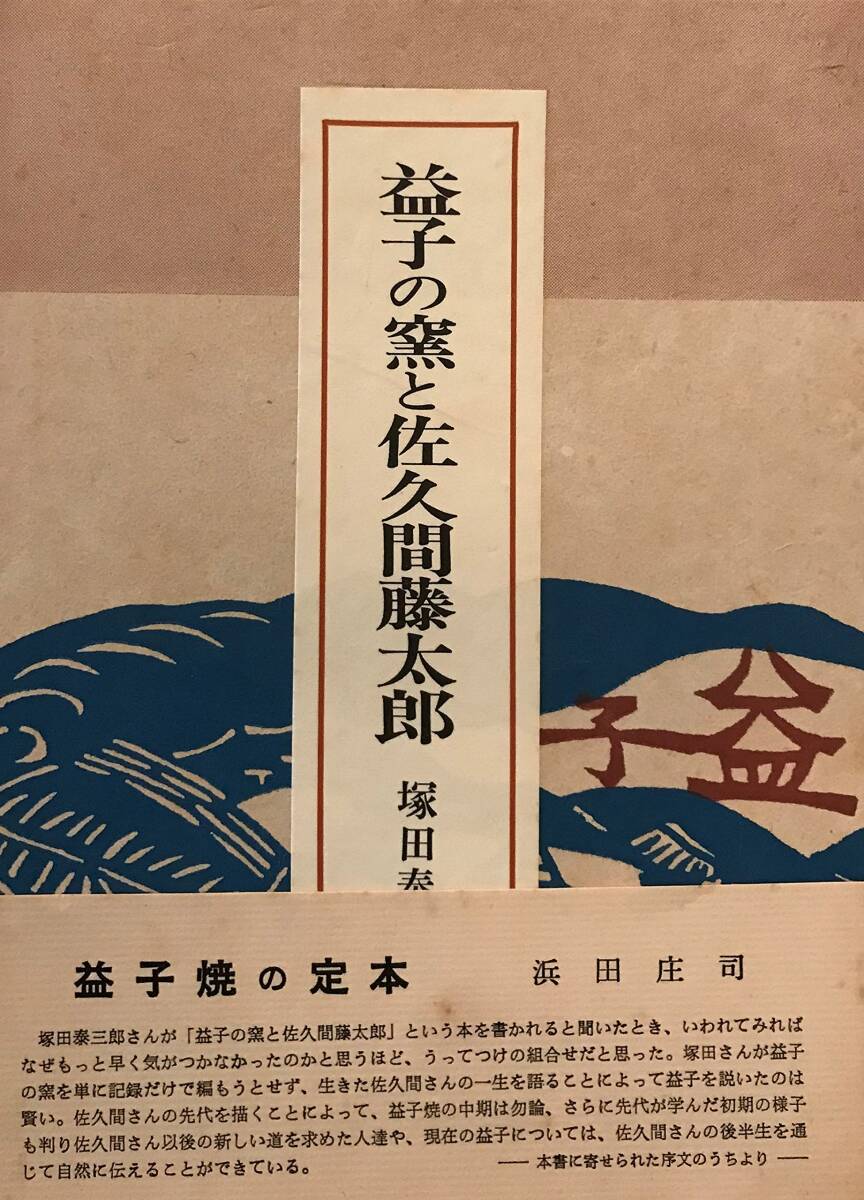 益子の窯と佐久間藤太郎
塚田泰
益子
益子焼の定本
浜田庄司
塚田泰三郎さんが「益子の窯と佐久間藤太郎」という本を書かれると聞いたとき、いわれてみれば
なぜもっと早く気がつかなかったのかと思うほど、うってつけの組合せだと思った。塚田さんが益子
の窯を単に記録だけで編もうとせず、生きた佐久間さんの一生を語ることによって益子を説いたのは
賢い。佐久間さんの先代を描くことによって、益子焼の中期は勿論、さらに先代が学んだ初期の様子
も判り佐久間さん以後の新しい道を求めた人達や、現在の益子については、佐久間さんの後半生を通
じて自然に伝えることができている。
── 本書に寄せられた序文のうちより ──